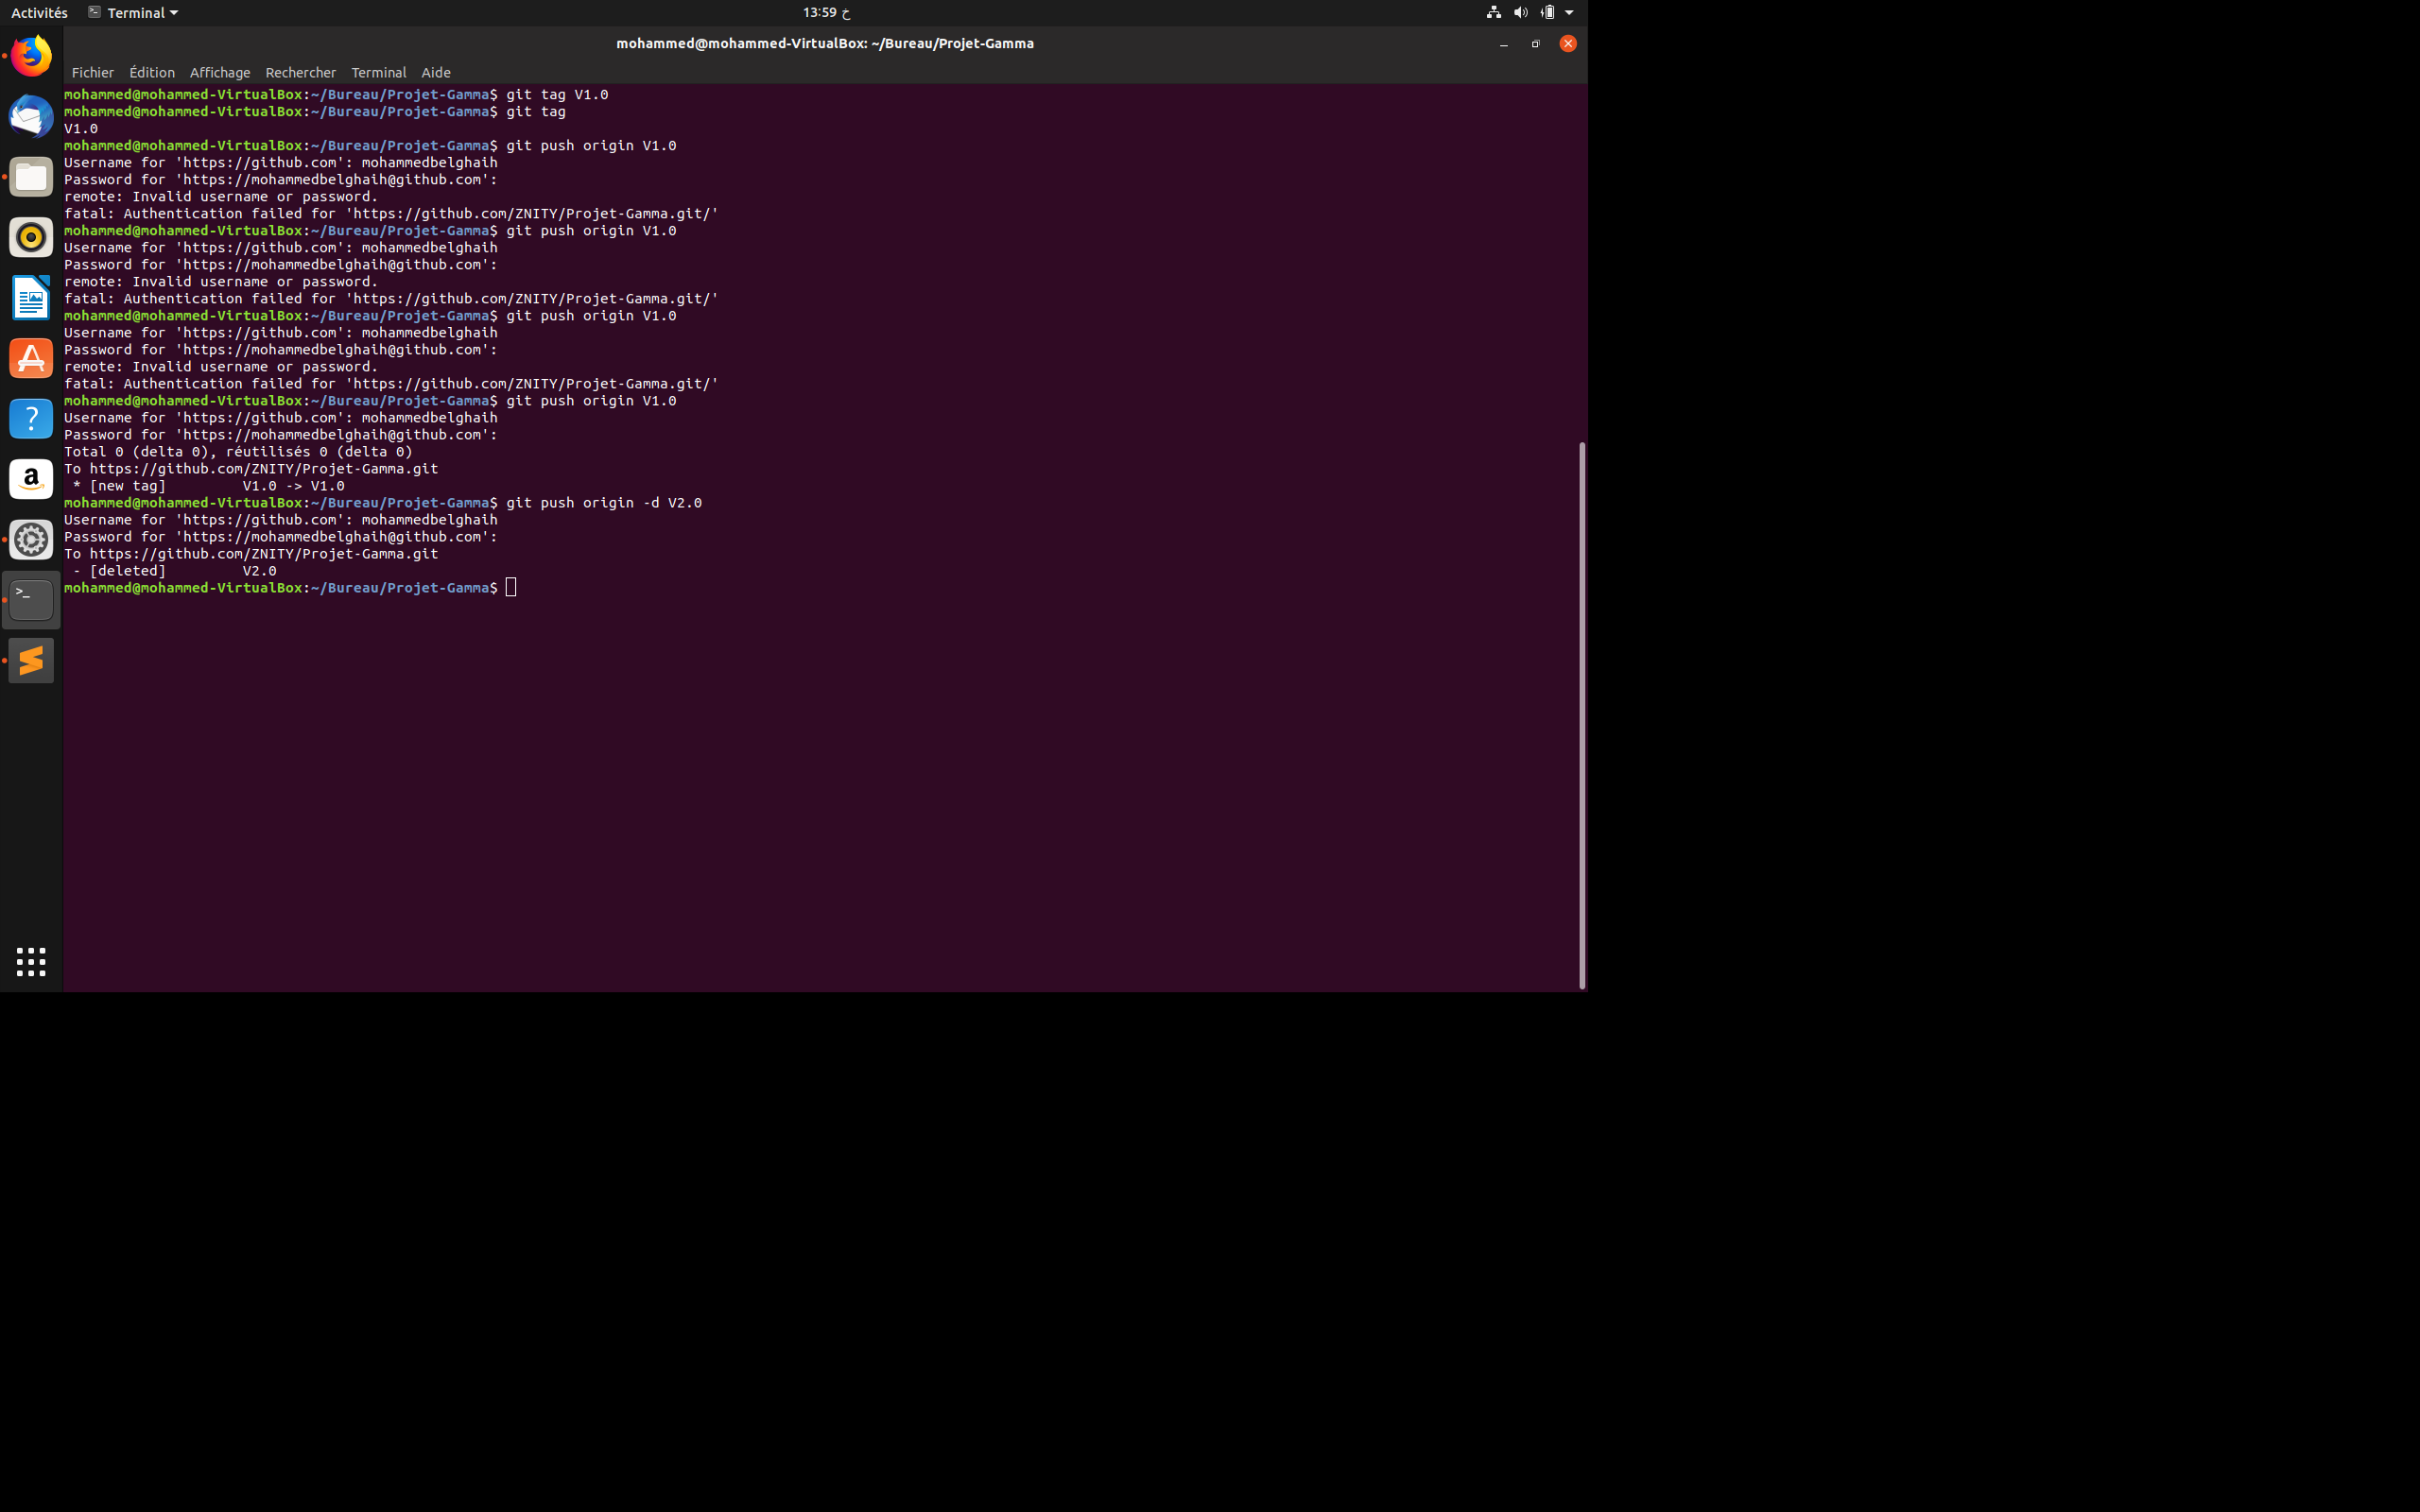 Activités Terminal 13:59 خ
mohammed@mohammed-VirtualBox: ~/Bureau/Projet-Gamma
Fichier Édition Affichage Rechercher Terminal Aide
mohammed@mohammed-VirtualBox:~/Bureau/Projet-Gamma$ git tag V1.0
mohammed@mohammed-VirtualBox:~/Bureau/Projet-Gamma$ git tag
V1.0
mohammed@mohammed-VirtualBox:~/Bureau/Projet-Gamma$ git push origin V1.0
Username for 'https://github.com': mohammedbelghaih
Password for 'https://mohammedbelghaih@github.com':
remote: Invalid username or password.
fatal: Authentication failed for 'https://github.com/ZNITY/Projet-Gamma.git/'
mohammed@mohammed-VirtualBox:~/Bureau/Projet-Gamma$ git push origin V1.0
Username for 'https://github.com': mohammedbelghaih
Password for 'https://mohammedbelghaih@github.com':
remote: Invalid username or password.
fatal: Authentication failed for 'https://github.com/ZNITY/Projet-Gamma.git/'
mohammed@mohammed-VirtualBox:~/Bureau/Projet-Gamma$ git push origin V1.0
Username for 'https://github.com': mohammedbelghaih
Password for 'https://mohammedbelghaih@github.com':
remote: Invalid username or password.
fatal: Authentication failed for 'https://github.com/ZNITY/Projet-Gamma.git/'
mohammed@mohammed-VirtualBox:~/Bureau/Projet-Gamma$ git push origin V1.0
Username for 'https://github.com': mohammedbelghaih
Password for 'https://mohammedbelghaih@github.com':
Total 0 (delta 0), réutilisés 0 (delta 0)
To https://github.com/ZNITY/Projet-Gamma.git
 * [new tag]         V1.0 -> V1.0
mohammed@mohammed-VirtualBox:~/Bureau/Projet-Gamma$ git push origin -d V2.0
Username for 'https://github.com': mohammedbelghaih
Password for 'https://mohammedbelghaih@github.com':
To https://github.com/ZNITY/Projet-Gamma.git
 - [deleted]         V2.0
mohammed@mohammed-VirtualBox:~/Bureau/Projet-Gamma$